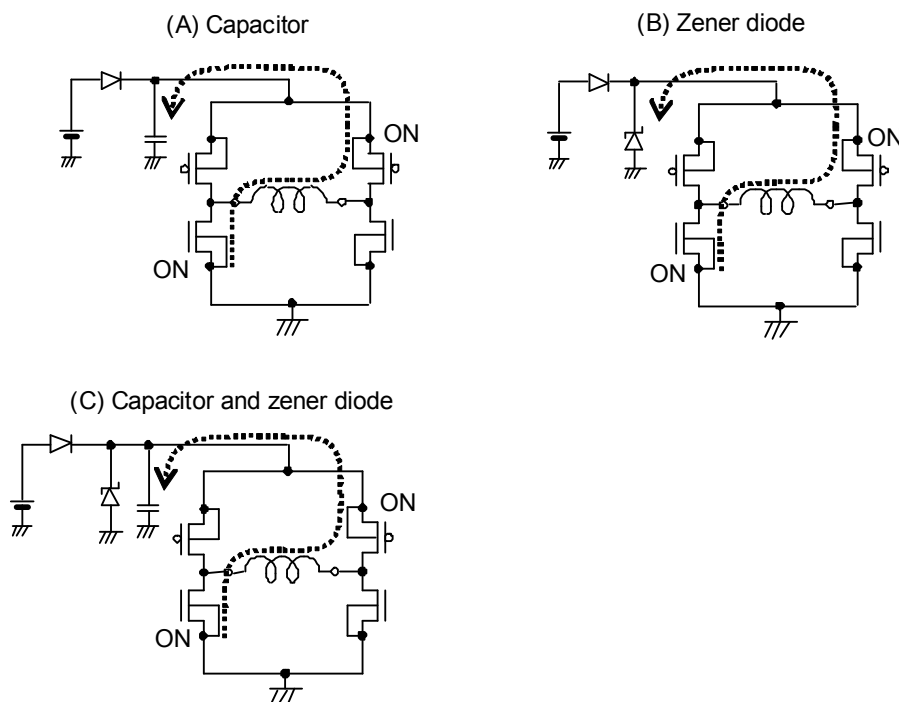 (A) Capacitor
(B) Zener diode
ON
ON
ON
ON
(C) Capacitor and zener diode
ON
ON